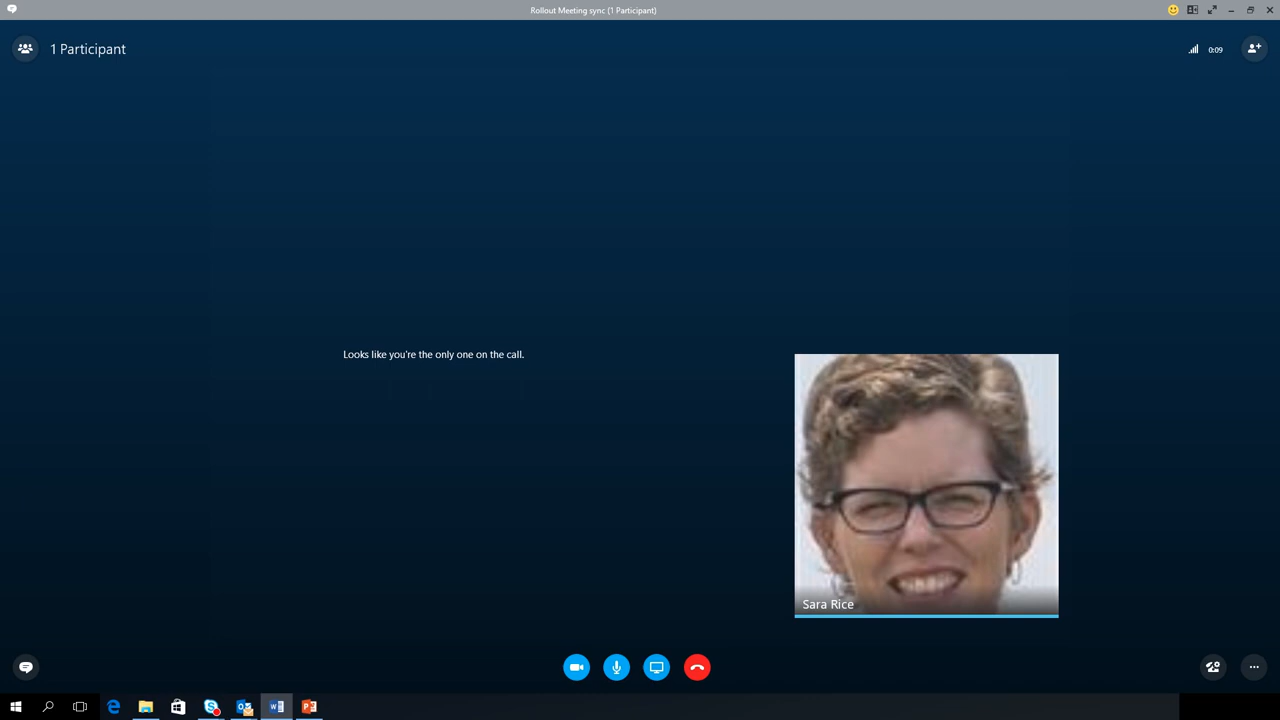 Rollout Meeting sync (1 Participant)
1 Participant
0:09
Looks like you're the only one on the call.
Sara Rice